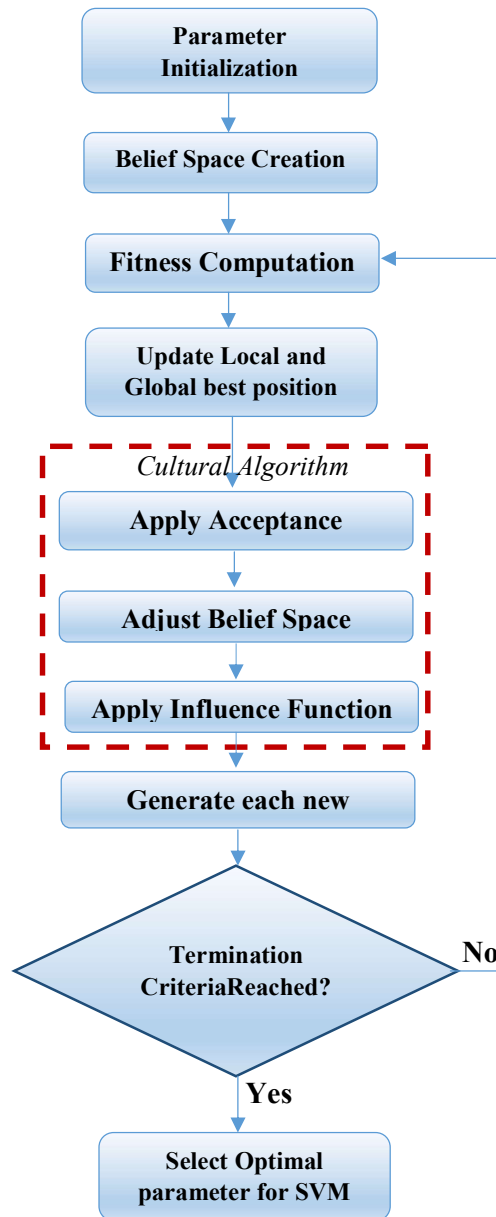 Parameter
Initialization
Belief Space Creation
Fitness Computation
Update Local and
Global best position
Cultural Algorithm
Apply Acceptance
Adjust Belief Space
Apply Influence Function
Generate each new
Termination
CriteriaReached?
No
Yes
Select Optimal
parameter for SVM